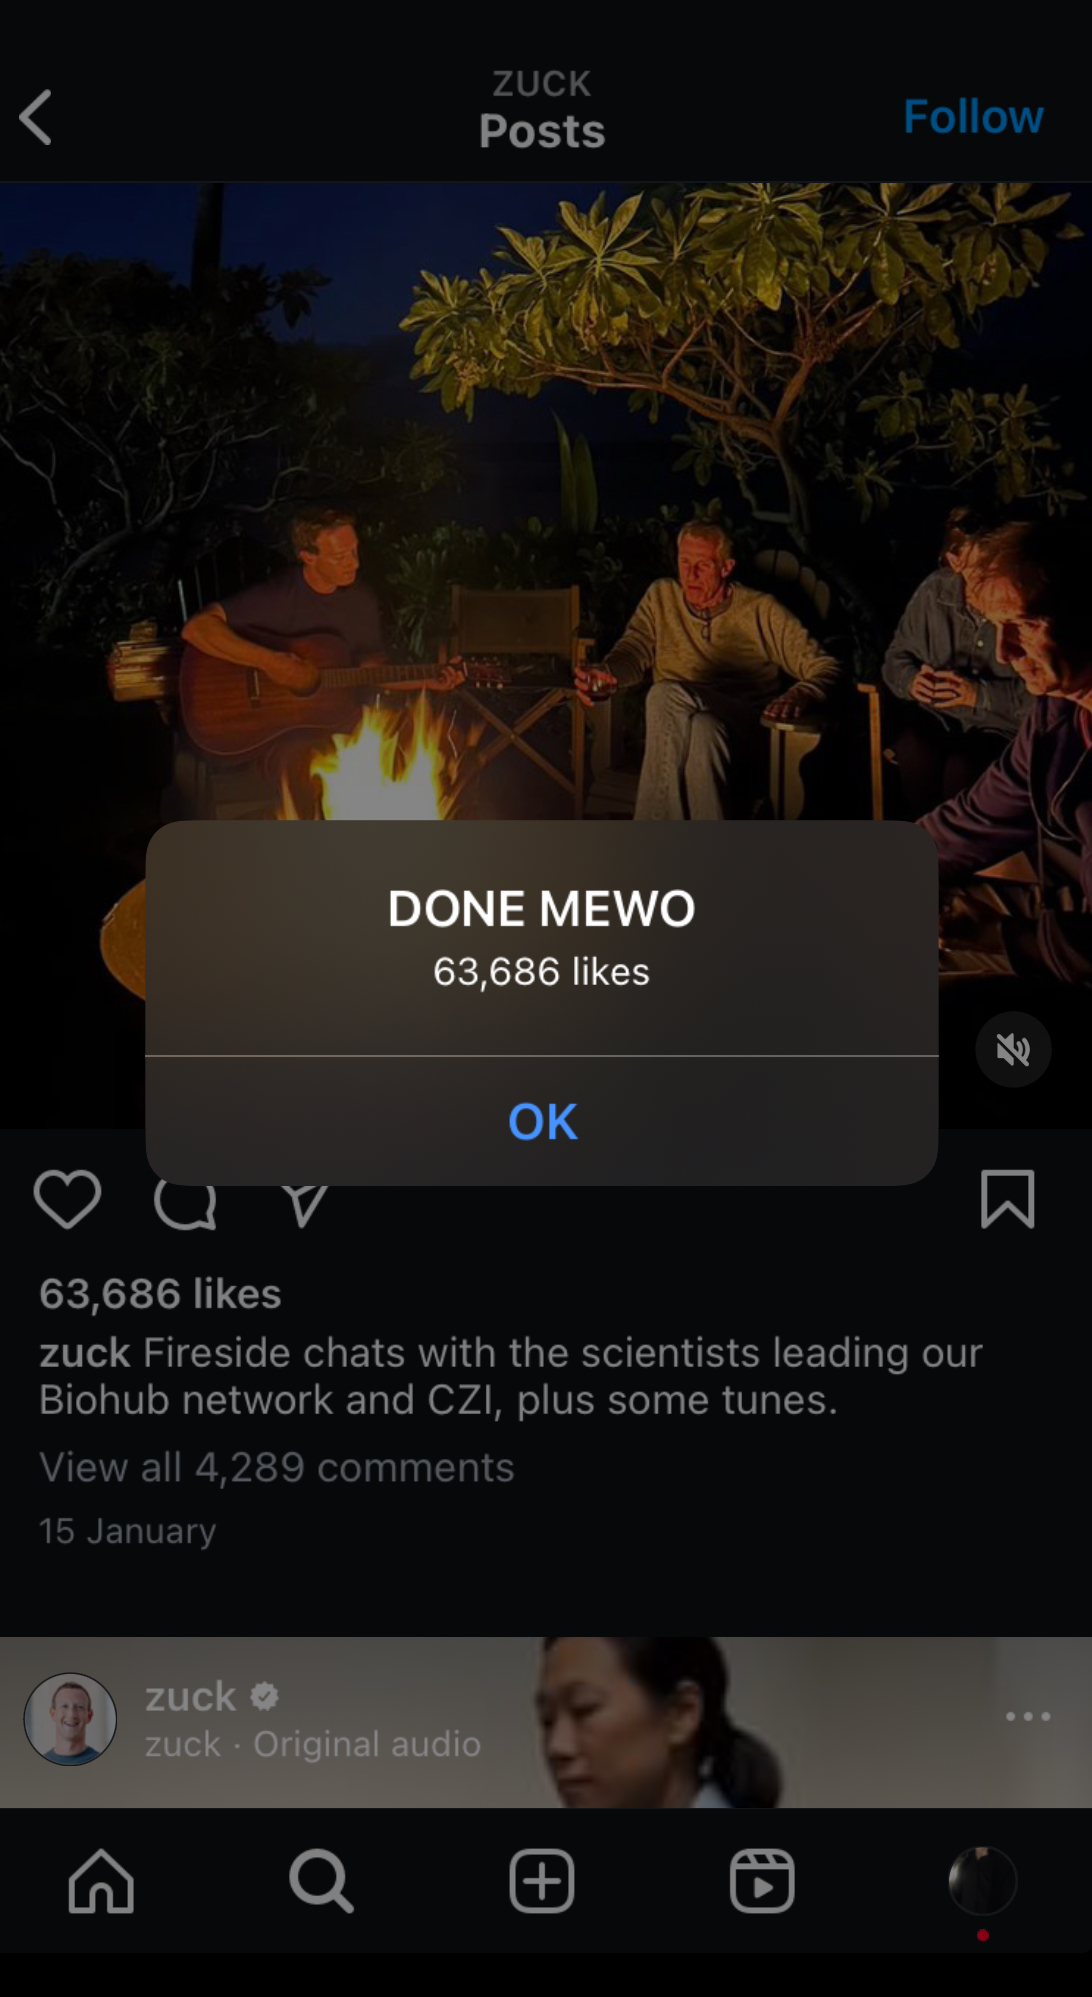 ZUCK
Posts
Follow
DONE MEWO
63,686 likes
OK
63,686 likes
zuck Fireside chats with the scientists leading our
Biohub network and CZI, plus some tunes.
View all 4,289 comments
15 January
zuck
zuck · Original audio